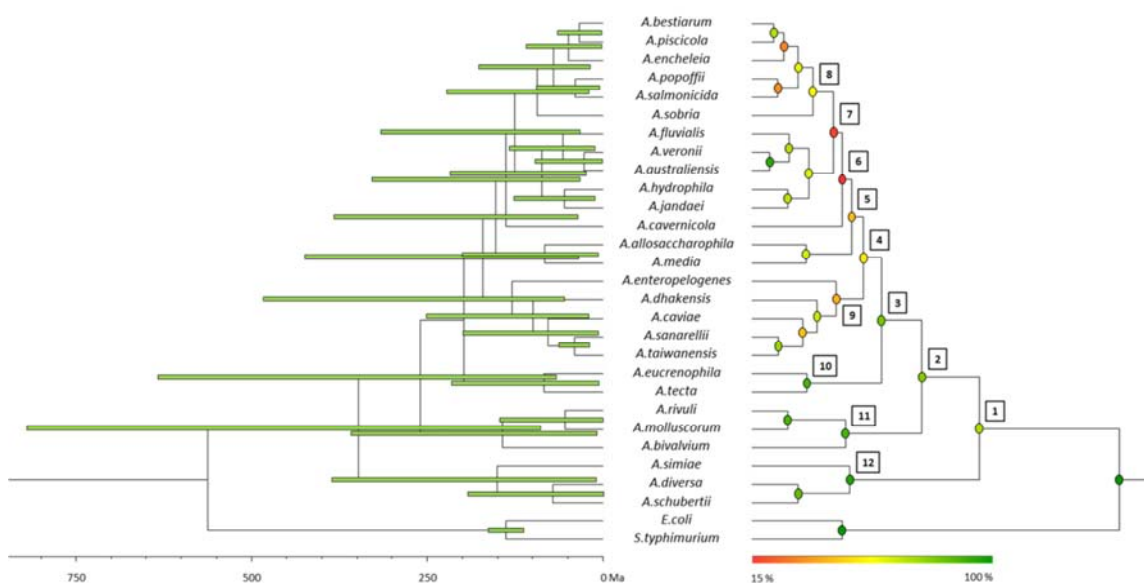 A.bestiarum
A.piscicola
A.encheleia
A.popoffii
8
A.salmonicida
A.sobria
7
A.fluvialis
A.veronii
6
A.australiensis
A.hydrophila
5
A.jandaei
A.cavernicola
4
A.allosaccharophila
A.media
A.enteropelogenes
A.dhakensis
3
A.caviae
9
A.sanarellii
A.taiwanensis
2
A.eucrenophila
10
A.tecta
A.rivuli
1
A.molluscorum
11
A.bivalvium
A.simiae
12
A.diversa
A.schubertii
E.coli
S.typhimurium
750 500 250 0 Ma
15 % 100 %